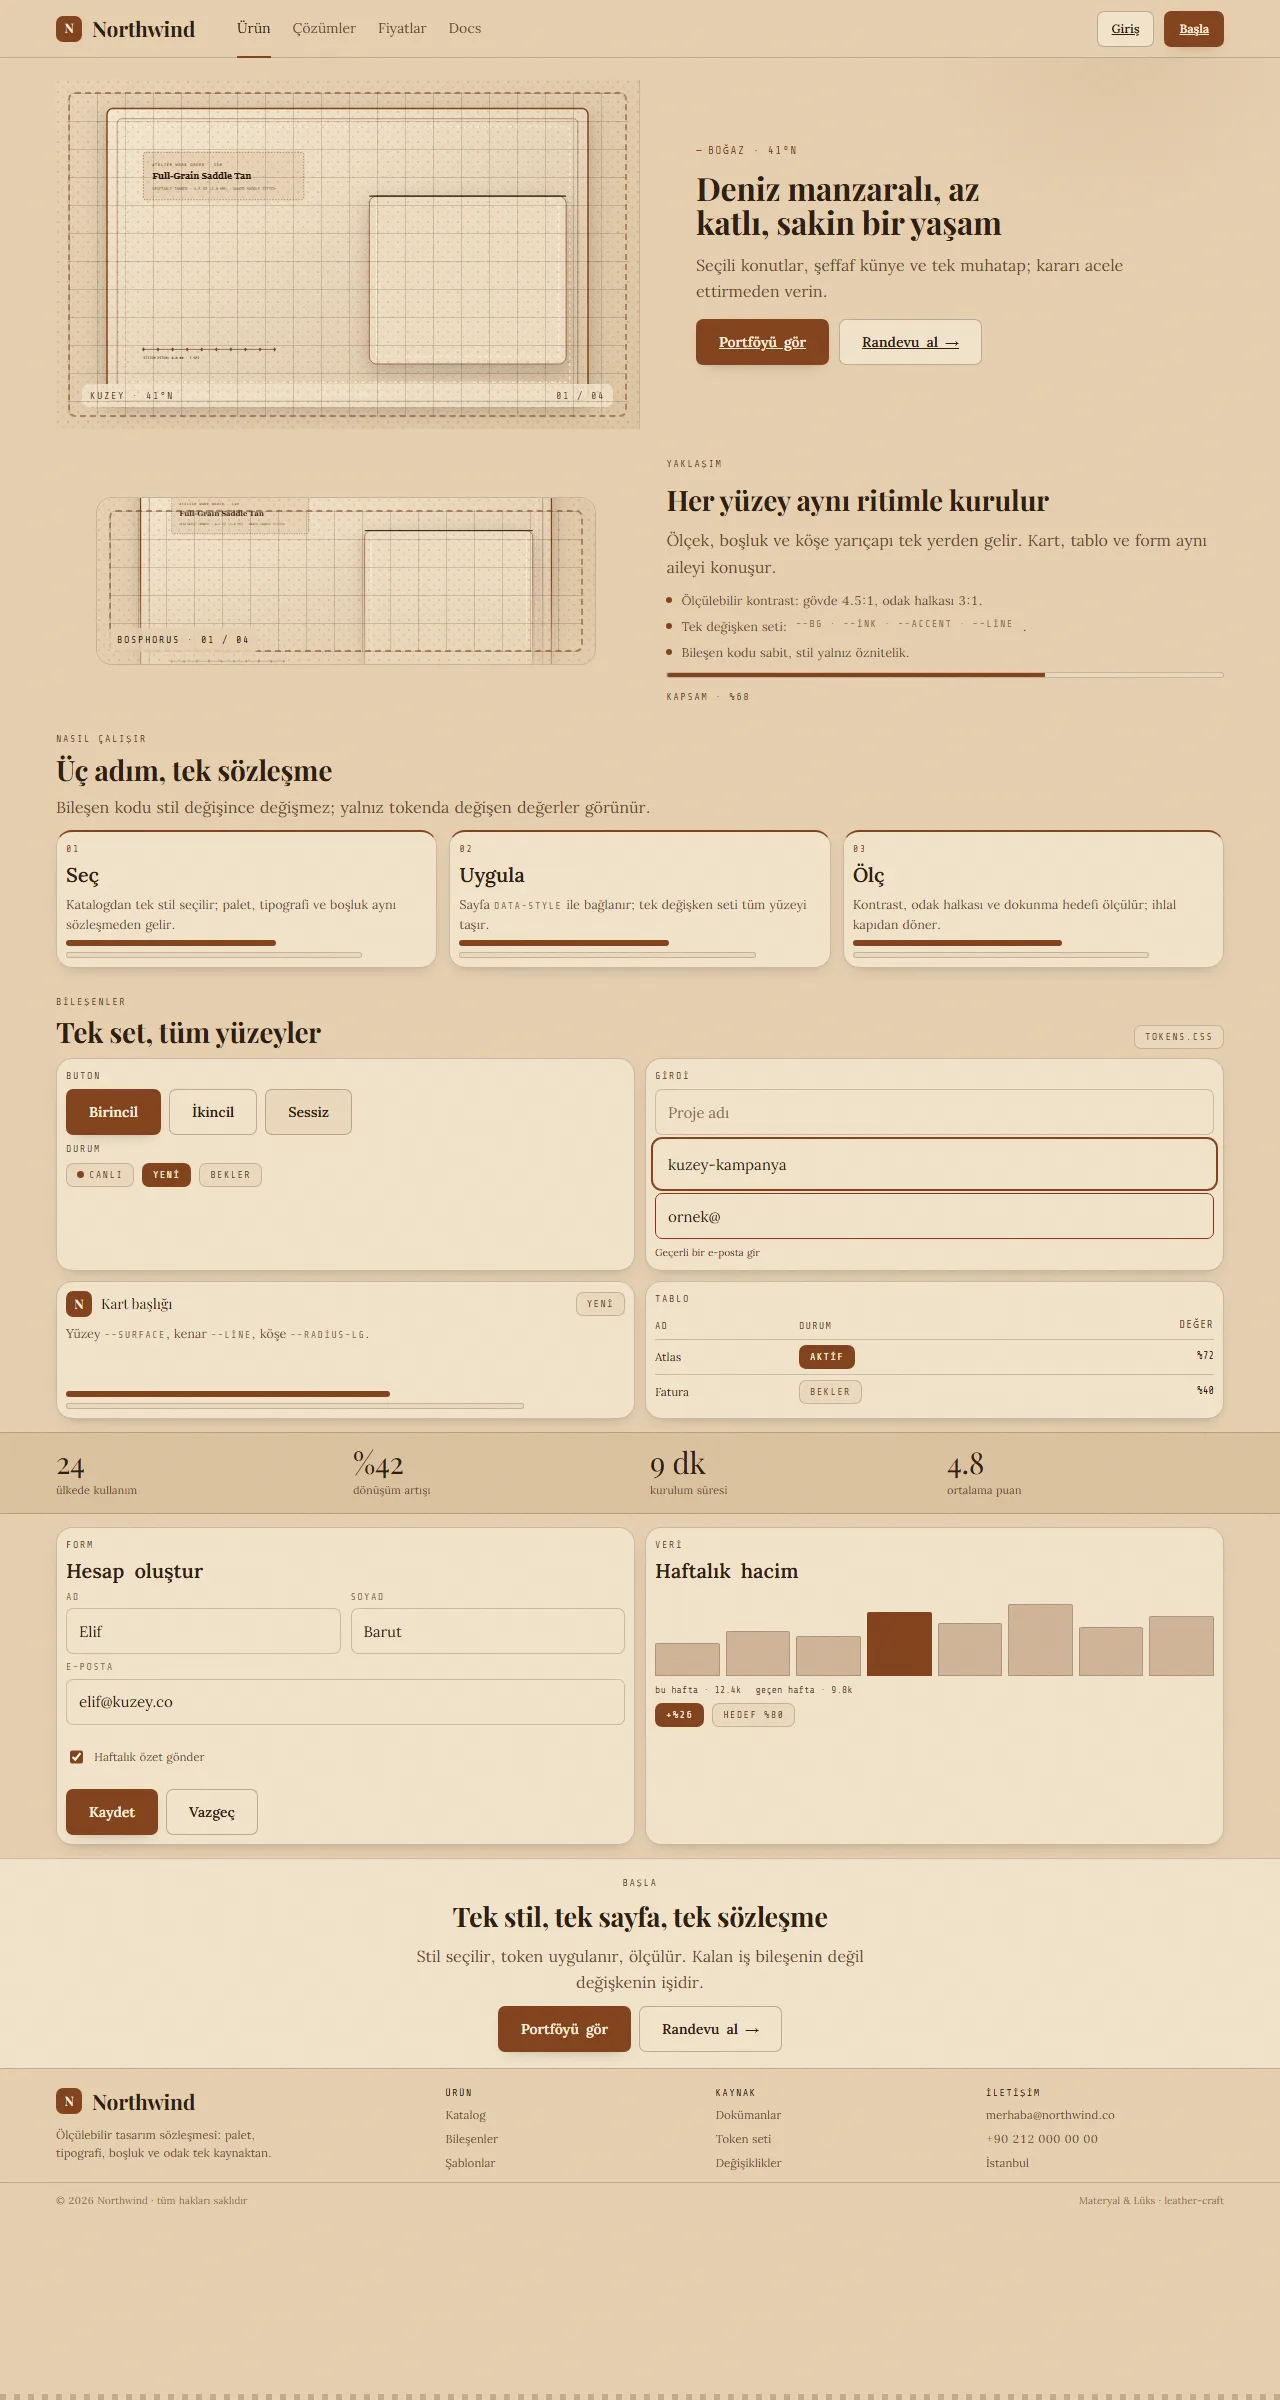 N Northwind Ürün Çözümler Fiyatlar Docs Giriş Başla
ATELIER WORK ORDER
Full-Grain Saddle Tan
KUZEY · 41°N 01 / 04
— BOĞAZ · 41°N
Deniz manzaralı, az
katlı, sakin bir yaşam
Seçili konutlar, şeffaf künye ve tek muhatap; kararı acele
ettirmeden verin.
Portföyü gör Randevu al →
Full-Grain Saddle Tan
BOSPHORUS · 01 / 04
YAKLAŞIM
Her yüzey aynı ritimle kurulur
Ölçek, boşluk ve köşe yarıçapı tek yerden gelir. Kart, tablo ve form aynı
aileyi konuşur.
Ölçülebilir kontrast: gövde 4.5:1, odak halkası 3:1.
Tek değişken seti: --BG · --İNK · --ACCENT · --LİNE .
Bileşen kodu sabit, stil yalnız öznitelik.
KAPSAM · %68
NASIL ÇALIŞIR
Üç adım, tek sözleşme
Bileşen kodu stil değişince değişmez; yalnız tokenda değişen değerler görünür.
01
Seç
Katalogdan tek stil seçilir; palet, tipografi ve boşluk aynı
sözleşmeden gelir.
02
Uygula
Sayfa DATA-STYLE ile bağlanır; tek değişken seti tüm yüzeyi
taşır.
03
Ölç
Kontrast, odak halkası ve dokunma hedefi ölçülür; ihlal
kapıdan döner.
BİLEŞENLER
Tek set, tüm yüzeyler
TOKENS.CSS
BUTON
Birincil İkincil Sessiz
DURUM
CANLI YENİ BEKLER
GİRDİ
Proje adı
kuzey-kampanya
ornek@
Geçerli bir e-posta gir
N Kart başlığı YENİ
Yüzey --SURFACE, kenar --LİNE, köşe --RADİUS-LG.
TABLO
AD DURUM DEĞER
Atlas AKTİF %72
Fatura BEKLER %40
24 %42 9 dk 4.8
ülkede kullanım dönüşüm artışı kurulum süresi ortalama puan
FORM
Hesap oluştur
AD SOYAD
Elif Barut
E-POSTA
elif@kuzey.co
Haftalık özet gönder
Kaydet Vazgeç
VERİ
Haftalık hacim
bu hafta · 12.4k geçen hafta · 9.8k
+%26 HEDEF %80
BAŞLA
Tek stil, tek sayfa, tek sözleşme
Stil seçilir, token uygulanır, ölçülür. Kalan iş bileşenin değil
değişkenin işidir.
Portföyü gör Randevu al →
N Northwind
Ölçülebilir tasarım sözleşmesi: palet,
tipografi, boşluk ve odak tek kaynaktan.
ÜRÜN
Katalog
Bileşenler
Şablonlar
KAYNAK
Dokümanlar
Token seti
Değişiklikler
İLETİŞİM
merhaba@northwind.co
+90 212 000 00 00
İstanbul
© 2026 Northwind · tüm hakları saklıdır Materyal & Lüks · leather-craft